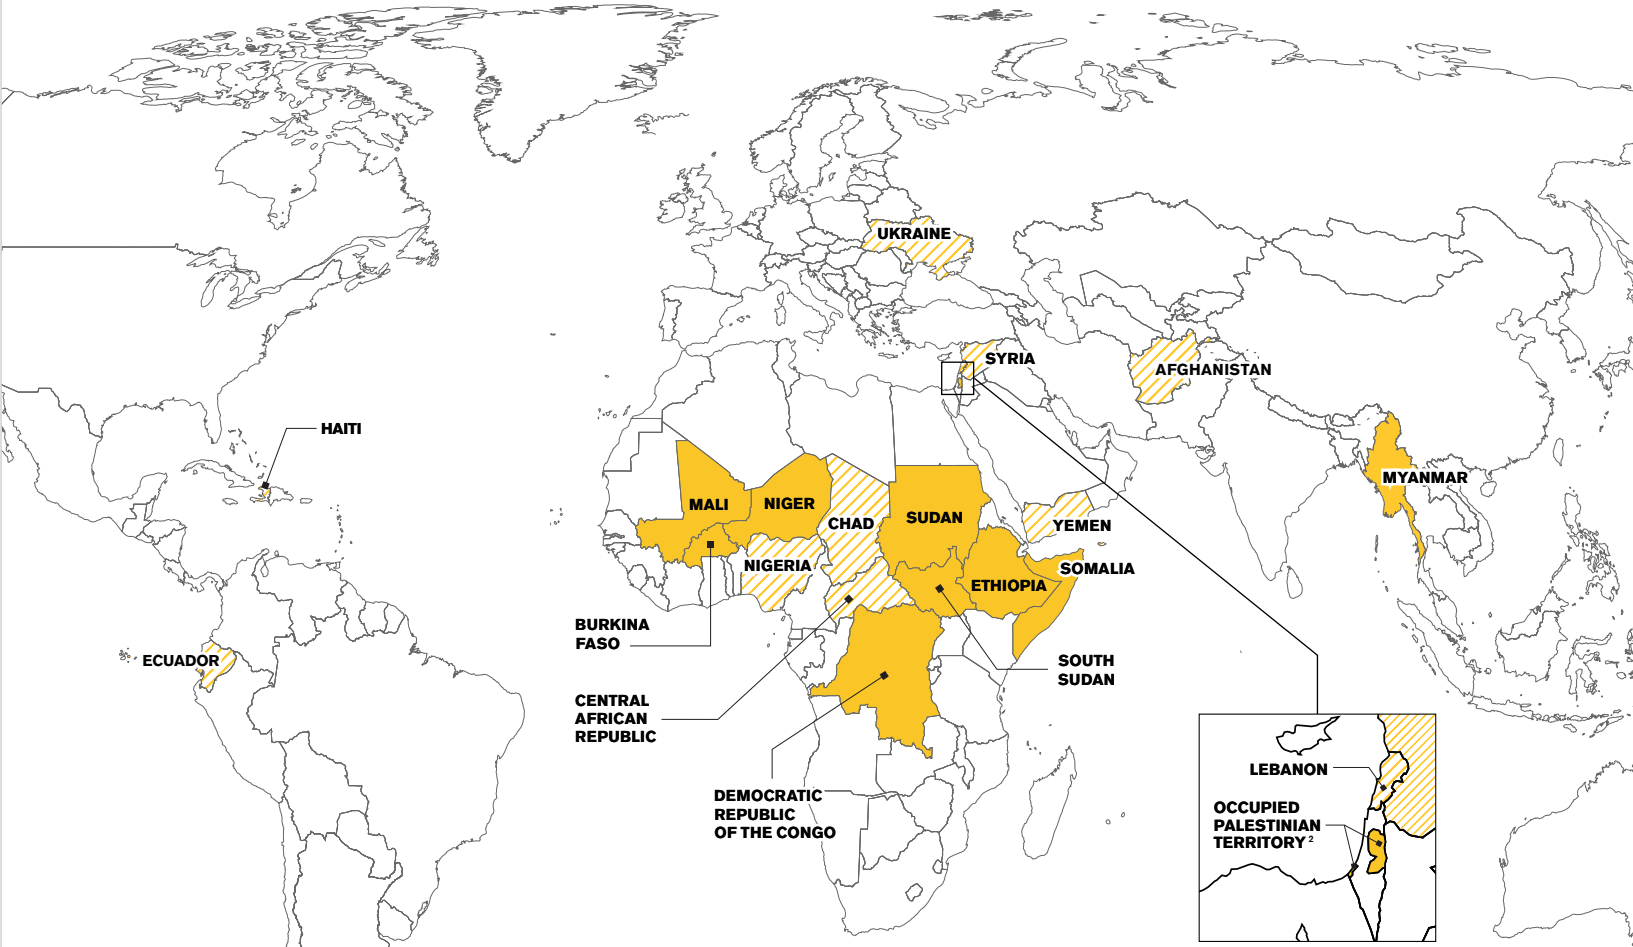 UKRAINE
SYRIA
AFGHANISTAN
HAITI
MYANMAR
MALI
NIGER
CHAD
SUDAN
YEMEN
NIGERIA
SOMALIA
ETHIOPIA
BURKINA
FASO
ECUADOR
SOUTH
SUDAN
CENTRAL
AFRICAN
REPUBLIC
LEBANON
DEMOCRATIC
REPUBLIC
OF THE CONGO
OCCUPIED
PALESTINIAN
TERRITORY 2